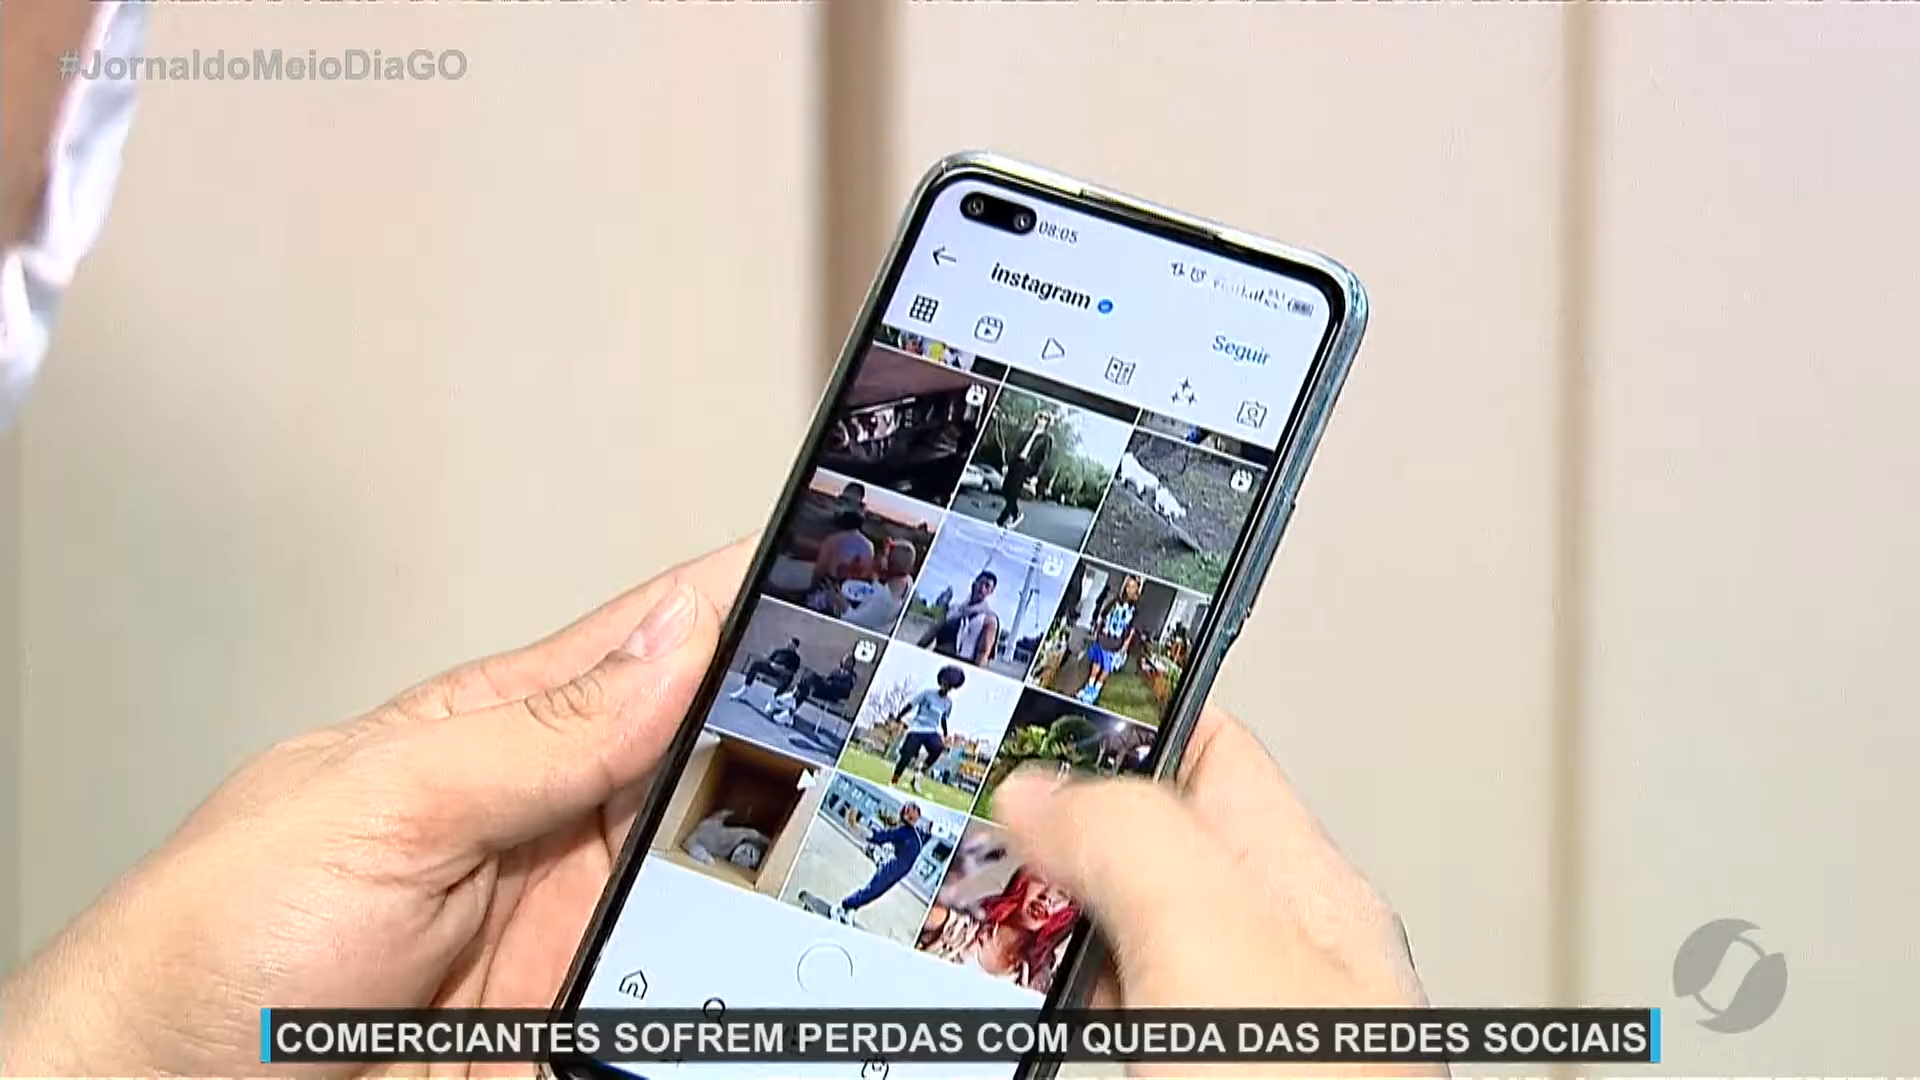 #JornaldoMeioDiaGO
08:05
instagram
Seguir
COMERCIANTES SOFREM PERDAS COM QUEDA DAS REDES SOCIAIS